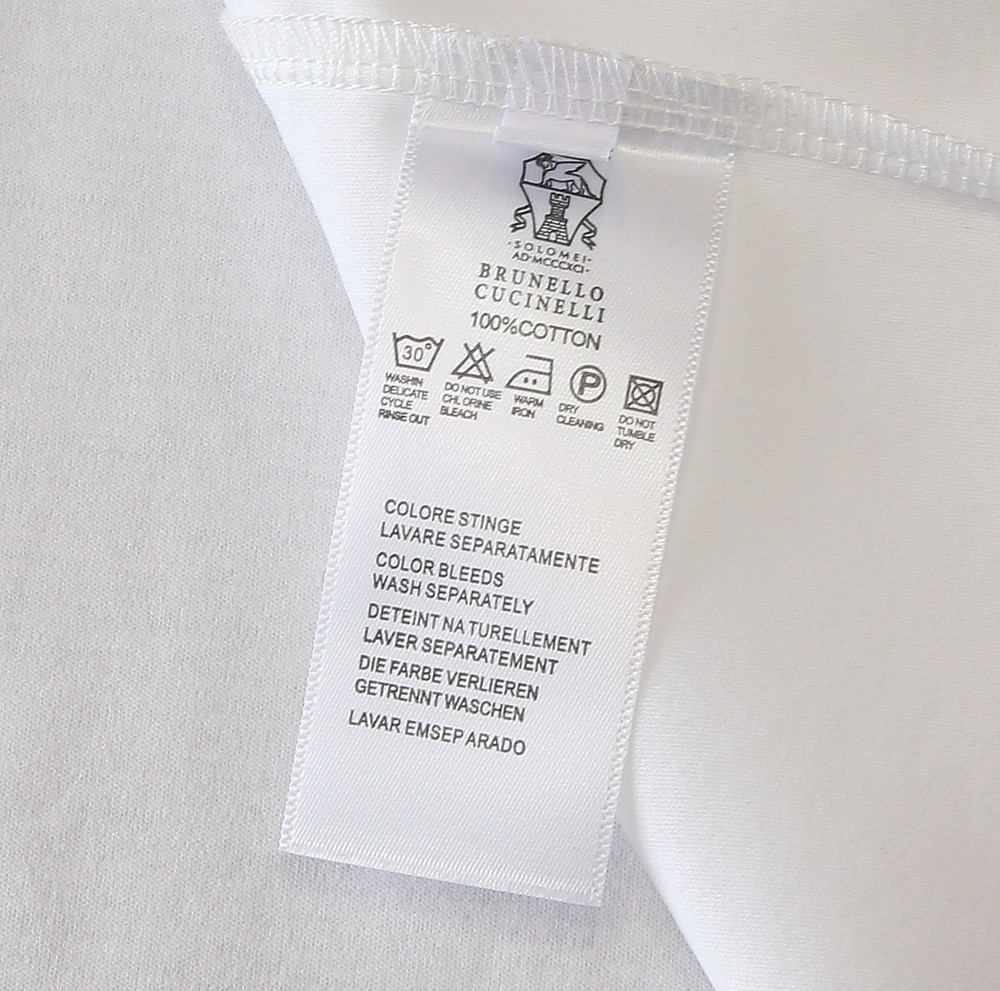 ·SOLOMEI·
AD·MCCCXCI·
BRUNELLO
CUCINELLI
100%COTTON
30°
P
WASHIN
DELICATE
CYCLE
RINSE OUT
DO NOT USE
CHLORINE
BLEACH
WARM
IRON
DRY
CLEANING
DO NOT
TUMBLE
DRY
COLORE STINGE
LAVARE SEPARATAMENTE
COLOR BLEEDS
WASH SEPARATELY
DETEINT NA TURELLEMENT
LAVER SEPARATEMENT
DIE FARBE VERLIEREN
GETRENNT WASCHEN
LAVAR EMSEP ARADO